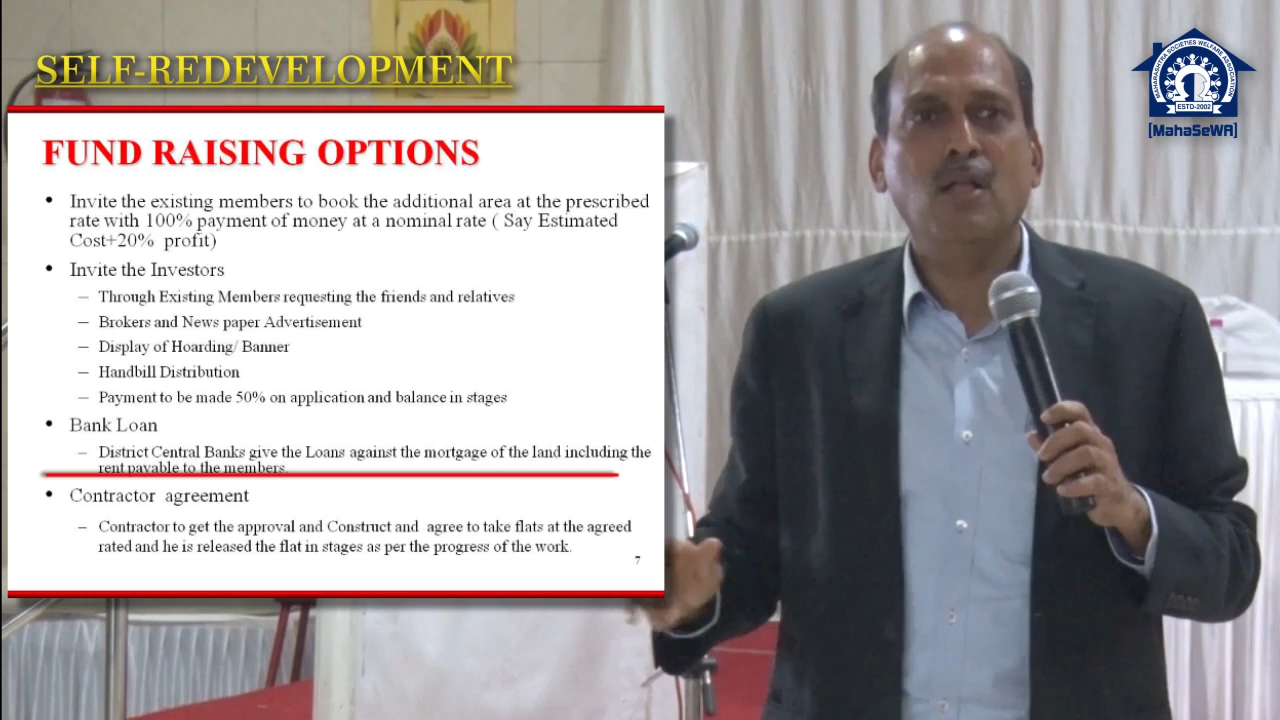 SELF-REDEVELOPMENT
FUND RAISING OPTIONS
• Invite the existing members to book the additional area at the prescribed
rate with 100% payment of money at a nominal rate ( Say Estimated
Cost+20% profit)
• Invite the Investors
– Through Existing Members requesting the friends and relatives
– Brokers and News paper Advertisement
– Display of Hoarding/ Banner
– Handbill Distribution
– Payment to be made 50% on application and balance in stages
• Bank Loan
– District Central Banks give the Loans against the mortgage of the land including the
rent payable to the members.
• Contractor agreement
– Contractor to get the approval and Construct and agree to take flats at the agreed
rated and he is released the flat in stages as per the progress of the work.
7
MAHARASHTRA SOCIETIES WELFARE ASSOCIATION
ESTD-2002
[MahaSeWA]